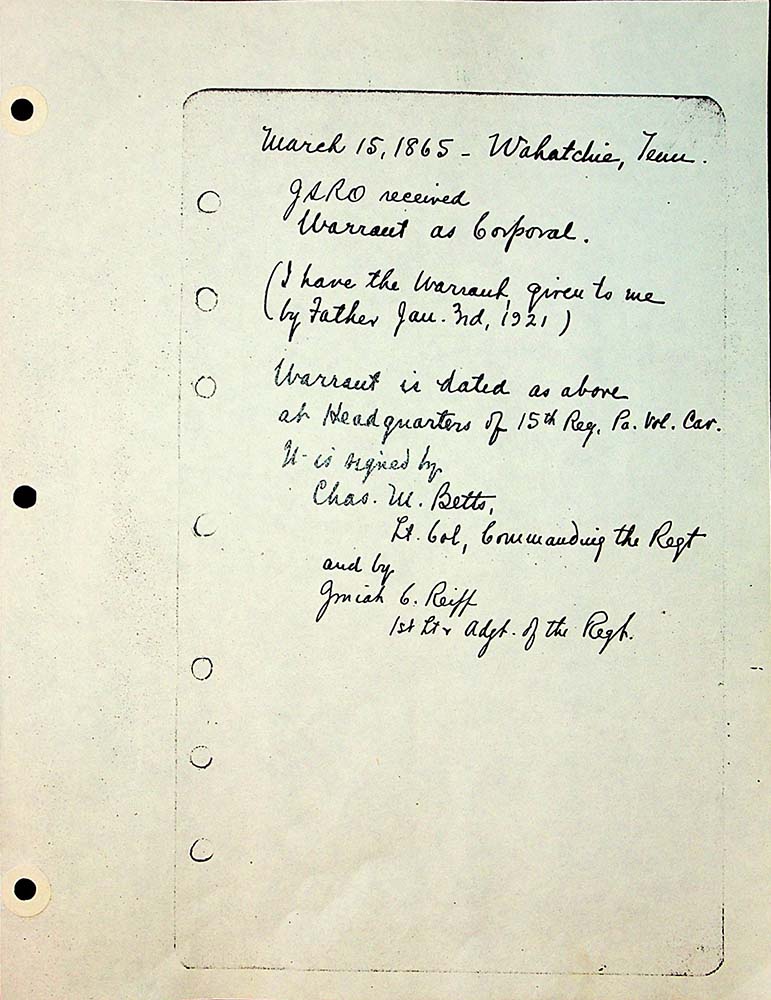 March 15, 1865 - Wahatchie, Tenn.
GSRO received
Warrant as Corporal.
(I have the Warrant, given to me
(by Father Jan. 3rd, 1921)
Warrant is dated as above
at Headquarters of 15th Reg. Pa. Vol. Cav.
It is signed by
Chas. M. Betts,
Lt. Col, Commanding the Regt
and by
C. Reiff
1st Lt & Adgt. of the Regt.